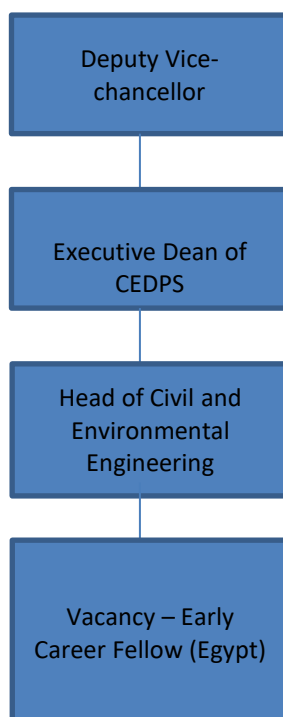 Deputy Vice-
chancellor
Executive Dean of
CEDPS
Head of Civil and
Environmental
Engineering
Vacancy – Early
Career Fellow (Egypt)